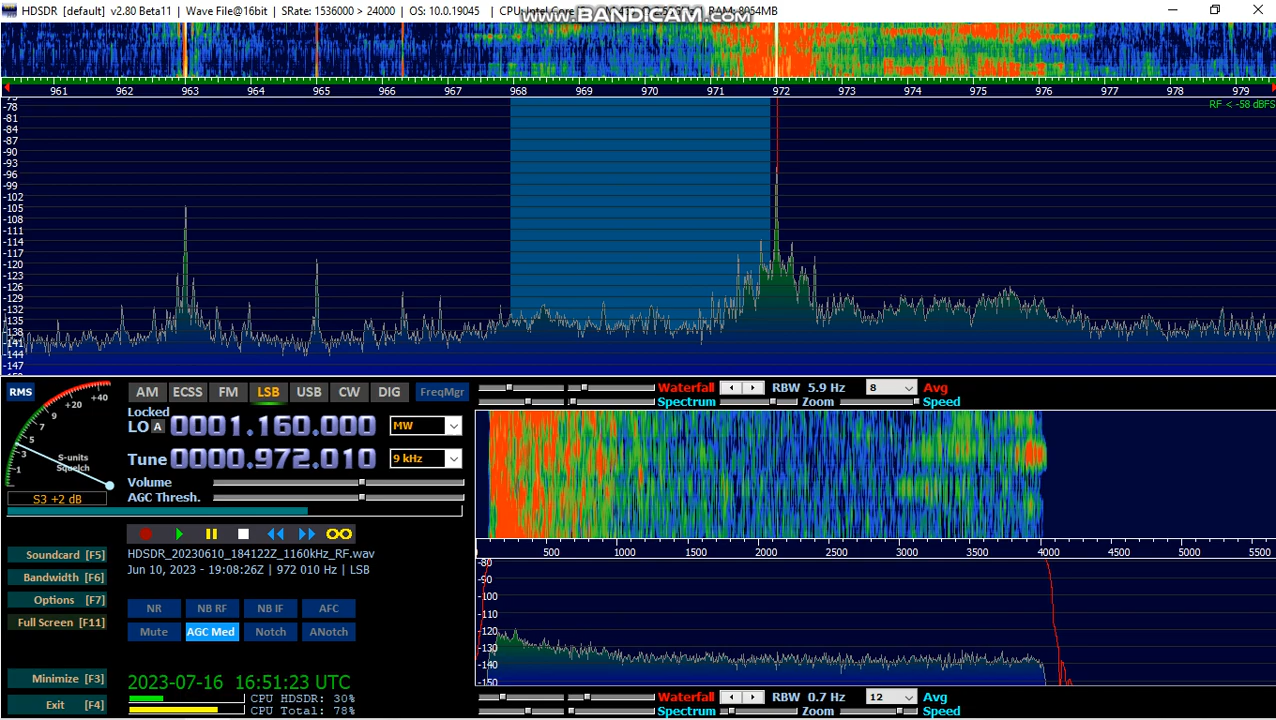 HDSDR [default] v2.80 Beta11 | Wave File@16bit | SRate: 1536000 > 24000 | OS: 10.0.19045 | CPU: Intel Core
www.BANDICAM.com
961 962 963 964 965 966 967 968 969 970 971 972 973 974 975 976 977 978 979
RF < -58 dBFS
-78
-81
-84
-87
-90
-93
-96
-99
-102
-105
-108
-111
-114
-117
-120
-123
-126
-129
-132
-135
-138
-141
-144
-147
RMS
+20 +40
9
7
5
3
1
S-units
Squelch
S3 +2 dB
AM ECSS FM LSB USB CW DIG FreqMgr
Locked
LO A 0001.160.000 MW
Tune 0000.972.010 9 kHz
Volume
AGC Thresh.
Waterfall RBW 5.9 Hz 8 Avg
Spectrum Zoom Speed
HDSDR_20230610_184122Z_1160kHz_RF.wav
Jun 10, 2023 - 19:08:26Z | 972 010 Hz | LSB
Soundcard [F5]
Bandwidth [F6]
Options [F7]
Full Screen [F11]
Minimize [F3]
Exit [F4]
NR NB RF NB IF AFC
Mute AGC Med Notch ANotch
2023-07-16 16:51:23 UTC
CPU HDSDR: 30%
CPU Total: 78%
500 1000 1500 2000 2500 3000 3500 4000 4500 5000 5500
-80
-90
-100
-110
-120
-130
-140
-150
Waterfall RBW 0.7 Hz 12 Avg
Spectrum Zoom Speed